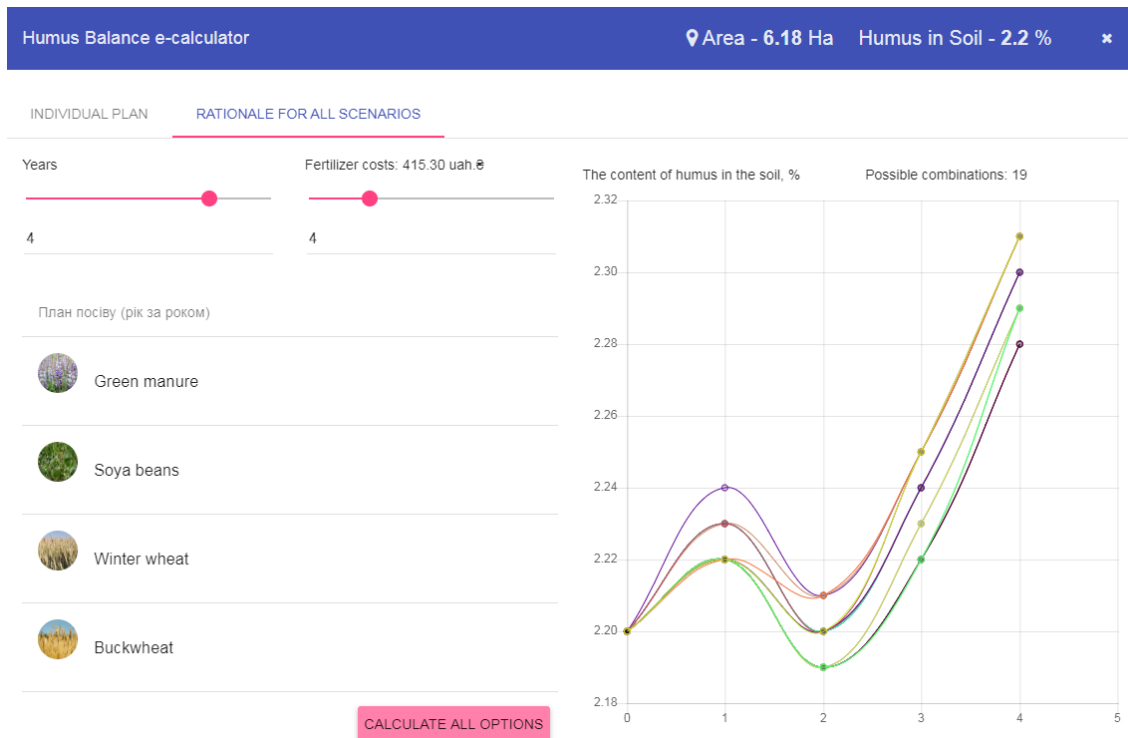 Humus Balance e-calculator
Area - 6.18 Ha Humus in Soil - 2.2 %
INDIVIDUAL PLAN RATIONALE FOR ALL SCENARIOS
Years
4
Fertilizer costs: 415.30 uah.₴
4
План посіву (рік за роком)
Green manure
Soya beans
Winter wheat
Buckwheat
CALCULATE ALL OPTIONS
The content of humus in the soil, % Possible combinations: 19
2.32
2.30
2.28
2.26
2.24
2.22
2.20
2.18
0 1 2 3 4 5